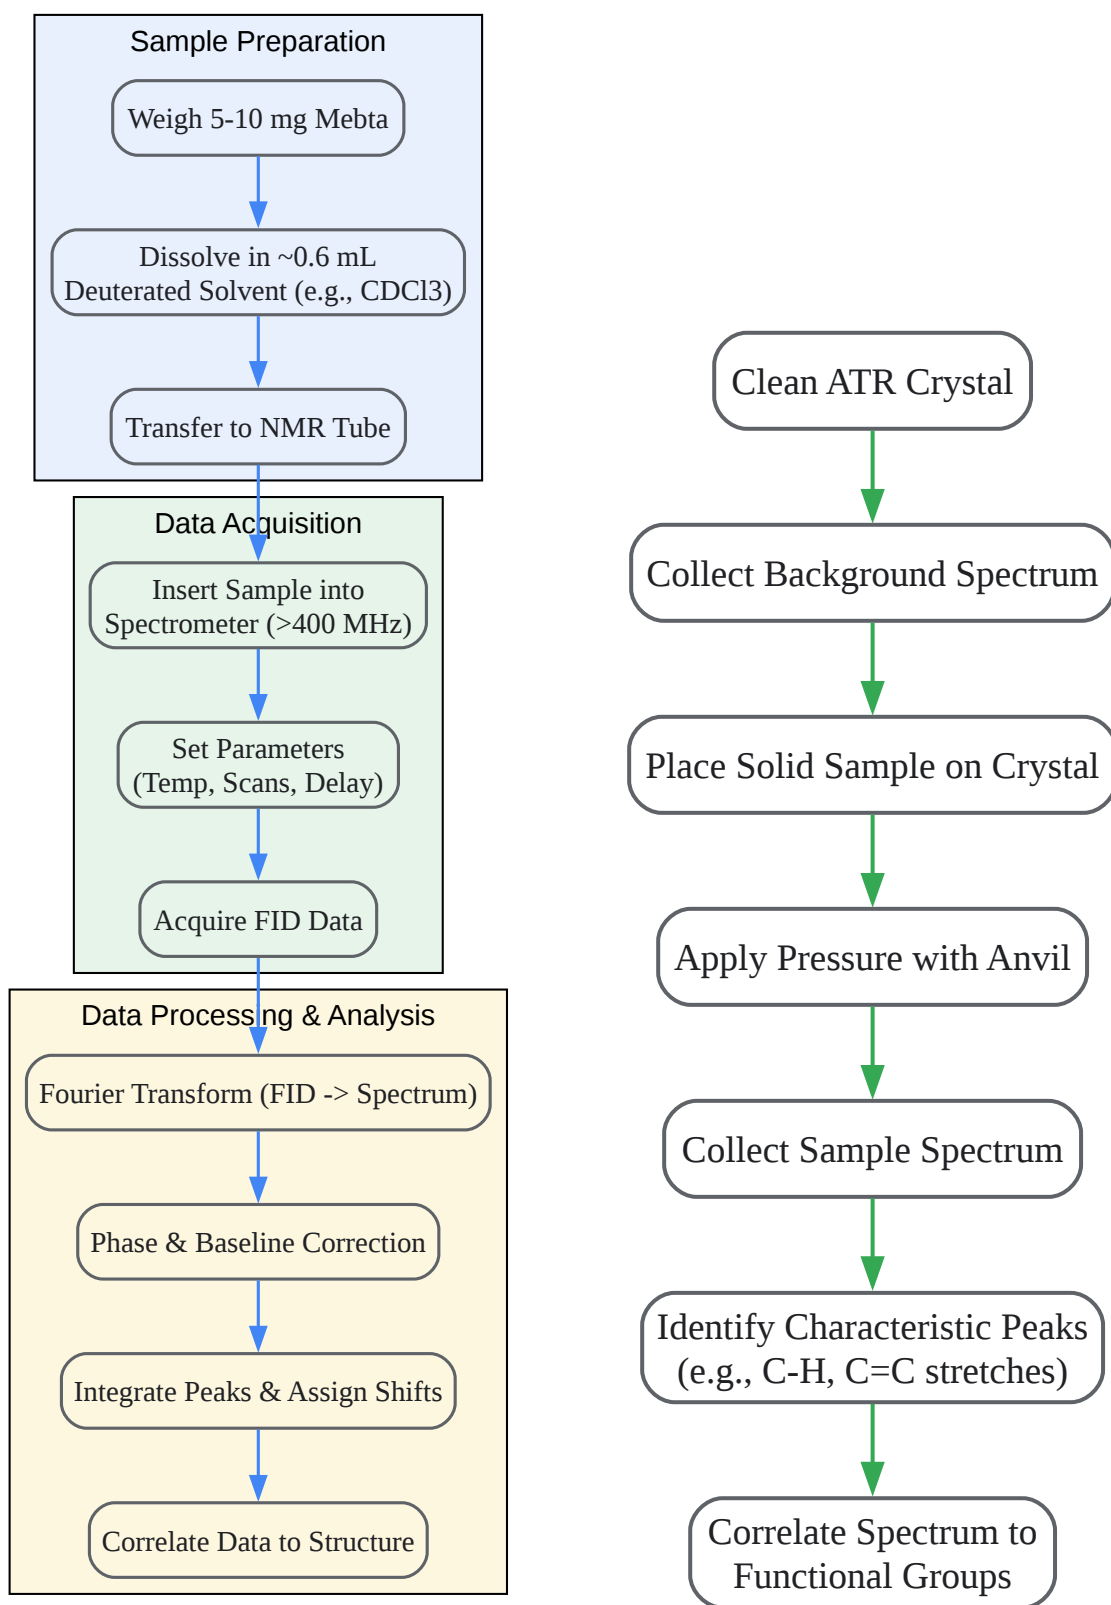 Sample Preparation
Weigh 5-10 mg Mebta
Dissolve in ~0.6 mL
Deuterated Solvent (e.g., CDCl3)
Transfer to NMR Tube
Data Acquisition
Insert Sample into
Spectrometer (>400 MHz)
Set Parameters
(Temp, Scans, Delay)
Acquire FID Data
Data Processing & Analysis
Fourier Transform (FID -> Spectrum)
Phase & Baseline Correction
Integrate Peaks & Assign Shifts
Correlate Data to Structure
Clean ATR Crystal
Collect Background Spectrum
Place Solid Sample on Crystal
Apply Pressure with Anvil
Collect Sample Spectrum
Identify Characteristic Peaks
(e.g., C-H, C=C stretches)
Correlate Spectrum to
Functional Groups